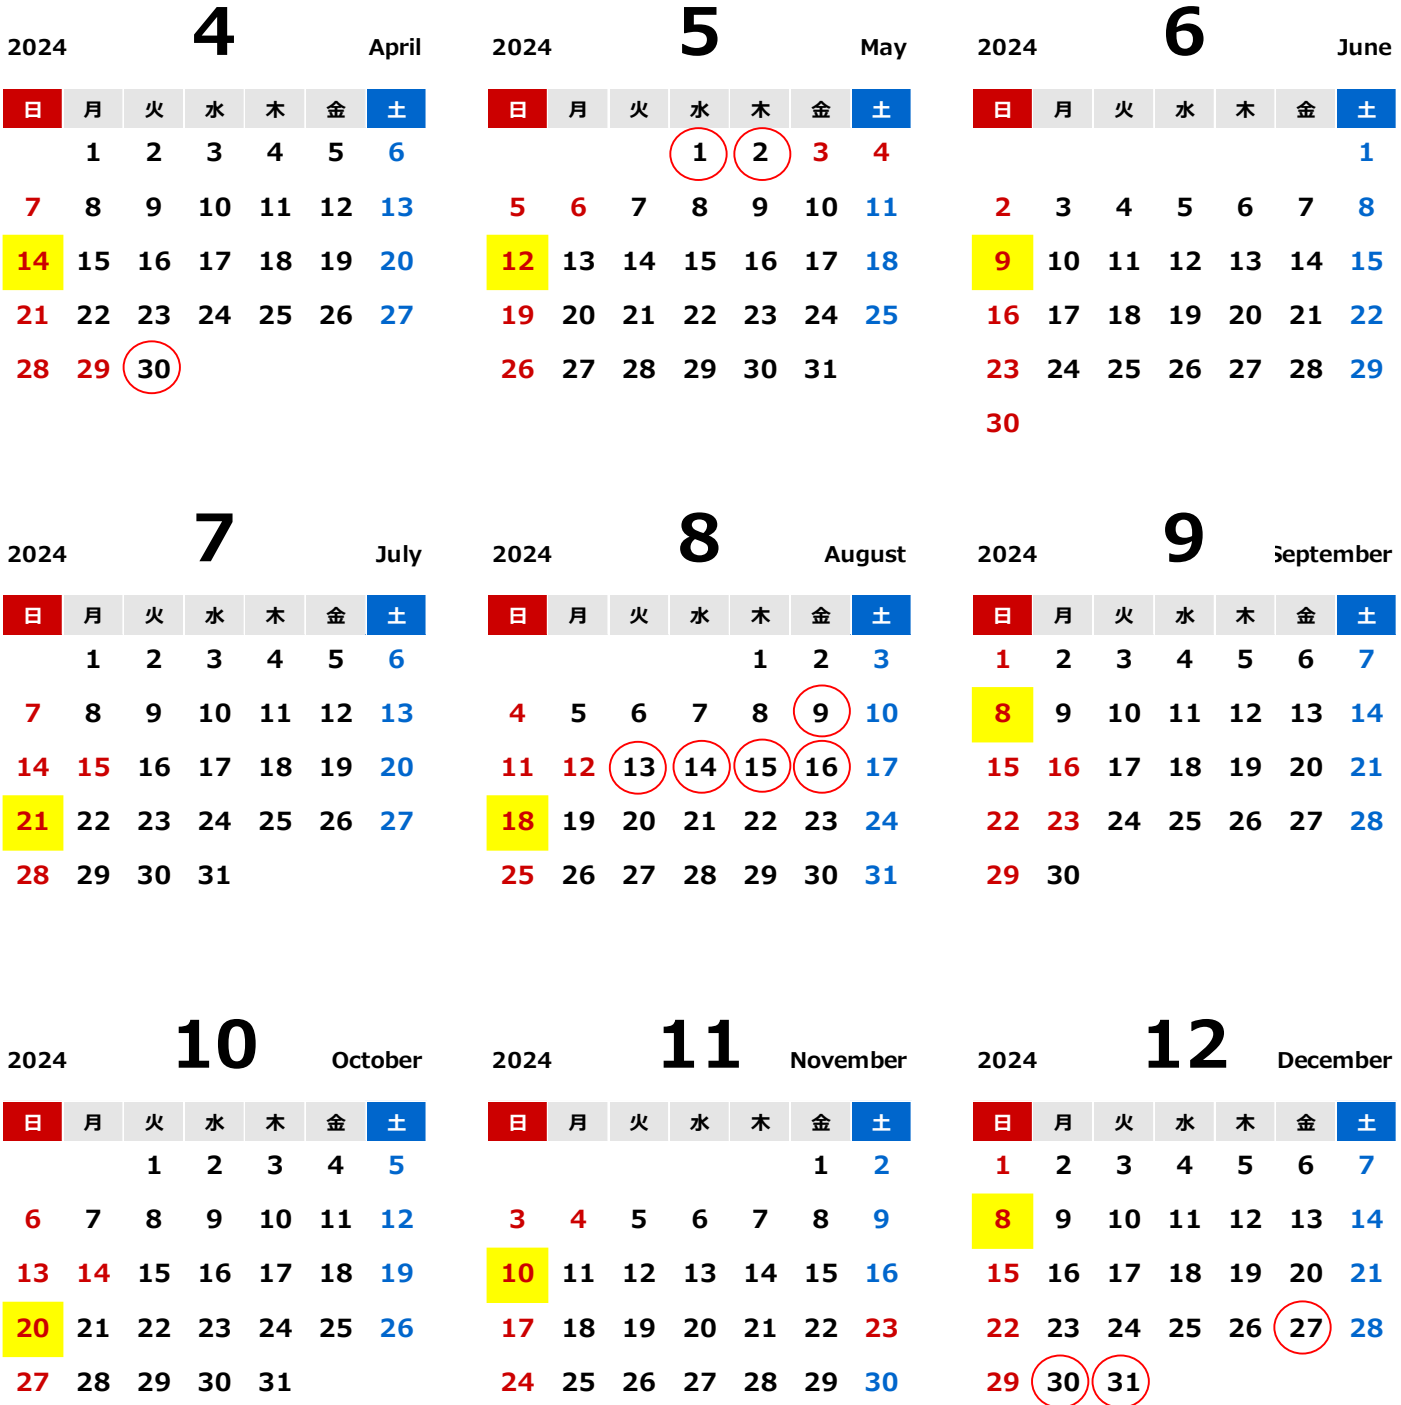 2024 4 April
日 月 火 水 木 金 土
1 2 3 4 5 6
7 8 9 10 11 12 13
14 15 16 17 18 19 20
21 22 23 24 25 26 27
28 29 30
2024 5 May
日 月 火 水 木 金 土
1 2 3 4
5 6 7 8 9 10 11
12 13 14 15 16 17 18
19 20 21 22 23 24 25
26 27 28 29 30 31
2024 6 June
日 月 火 水 木 金 土
1
2 3 4 5 6 7 8
9 10 11 12 13 14 15
16 17 18 19 20 21 22
23 24 25 26 27 28 29
30
2024 7 July
日 月 火 水 木 金 土
1 2 3 4 5 6
7 8 9 10 11 12 13
14 15 16 17 18 19 20
21 22 23 24 25 26 27
28 29 30 31
2024 8 August
日 月 火 水 木 金 土
1 2 3
4 5 6 7 8 9 10
11 12 13 14 15 16 17
18 19 20 21 22 23 24
25 26 27 28 29 30 31
2024 9 September
日 月 火 水 木 金 土
1 2 3 4 5 6 7
8 9 10 11 12 13 14
15 16 17 18 19 20 21
22 23 24 25 26 27 28
29 30
2024 10 October
日 月 火 水 木 金 土
1 2 3 4 5
6 7 8 9 10 11 12
13 14 15 16 17 18 19
20 21 22 23 24 25 26
27 28 29 30 31
2024 11 November
日 月 火 水 木 金 土
1 2
3 4 5 6 7 8 9
10 11 12 13 14 15 16
17 18 19 20 21 22 23
24 25 26 27 28 29 30
2024 12 December
日 月 火 水 木 金 土
1 2 3 4 5 6 7
8 9 10 11 12 13 14
15 16 17 18 19 20 21
22 23 24 25 26 27 28
29 30 31